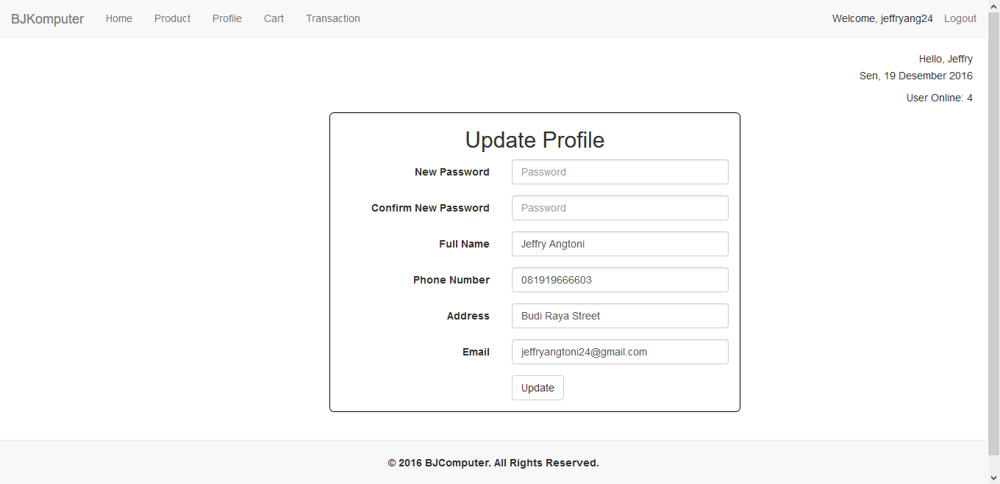 BJKomputer Home Product Profile Cart Transaction Welcome, jeffryang24 Logout
Hello, Jeffry
Sen, 19 Desember 2016
User Online: 4
Update Profile
New Password Password
Confirm New Password Password
Full Name Jeffry Angtoni
Phone Number 081919666603
Address Budi Raya Street
Email jeffryangtoni24@gmail.com
Update
© 2016 BJComputer. All Rights Reserved.